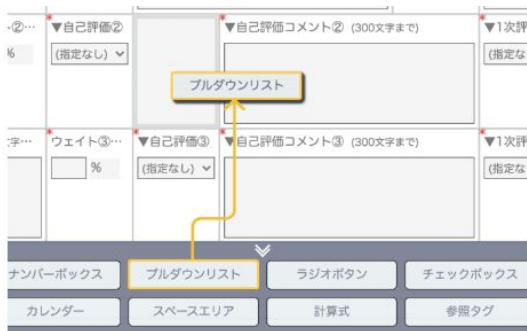 *▼自己評価②
*▼自己評価コメント② (300文字まで)
*▼1次評
%
(指定なし)
(指定な
プルダウンリスト
字…
*ウェイト③…
*▼自己評価③
*▼自己評価コメント③ (300文字まで)
*▼1次評
%
(指定なし)
(指定な
ナンバーボックス
プルダウンリスト
ラジオボタン
チェックボックス
カレンダー
スペースエリア
計算式
参照タグ